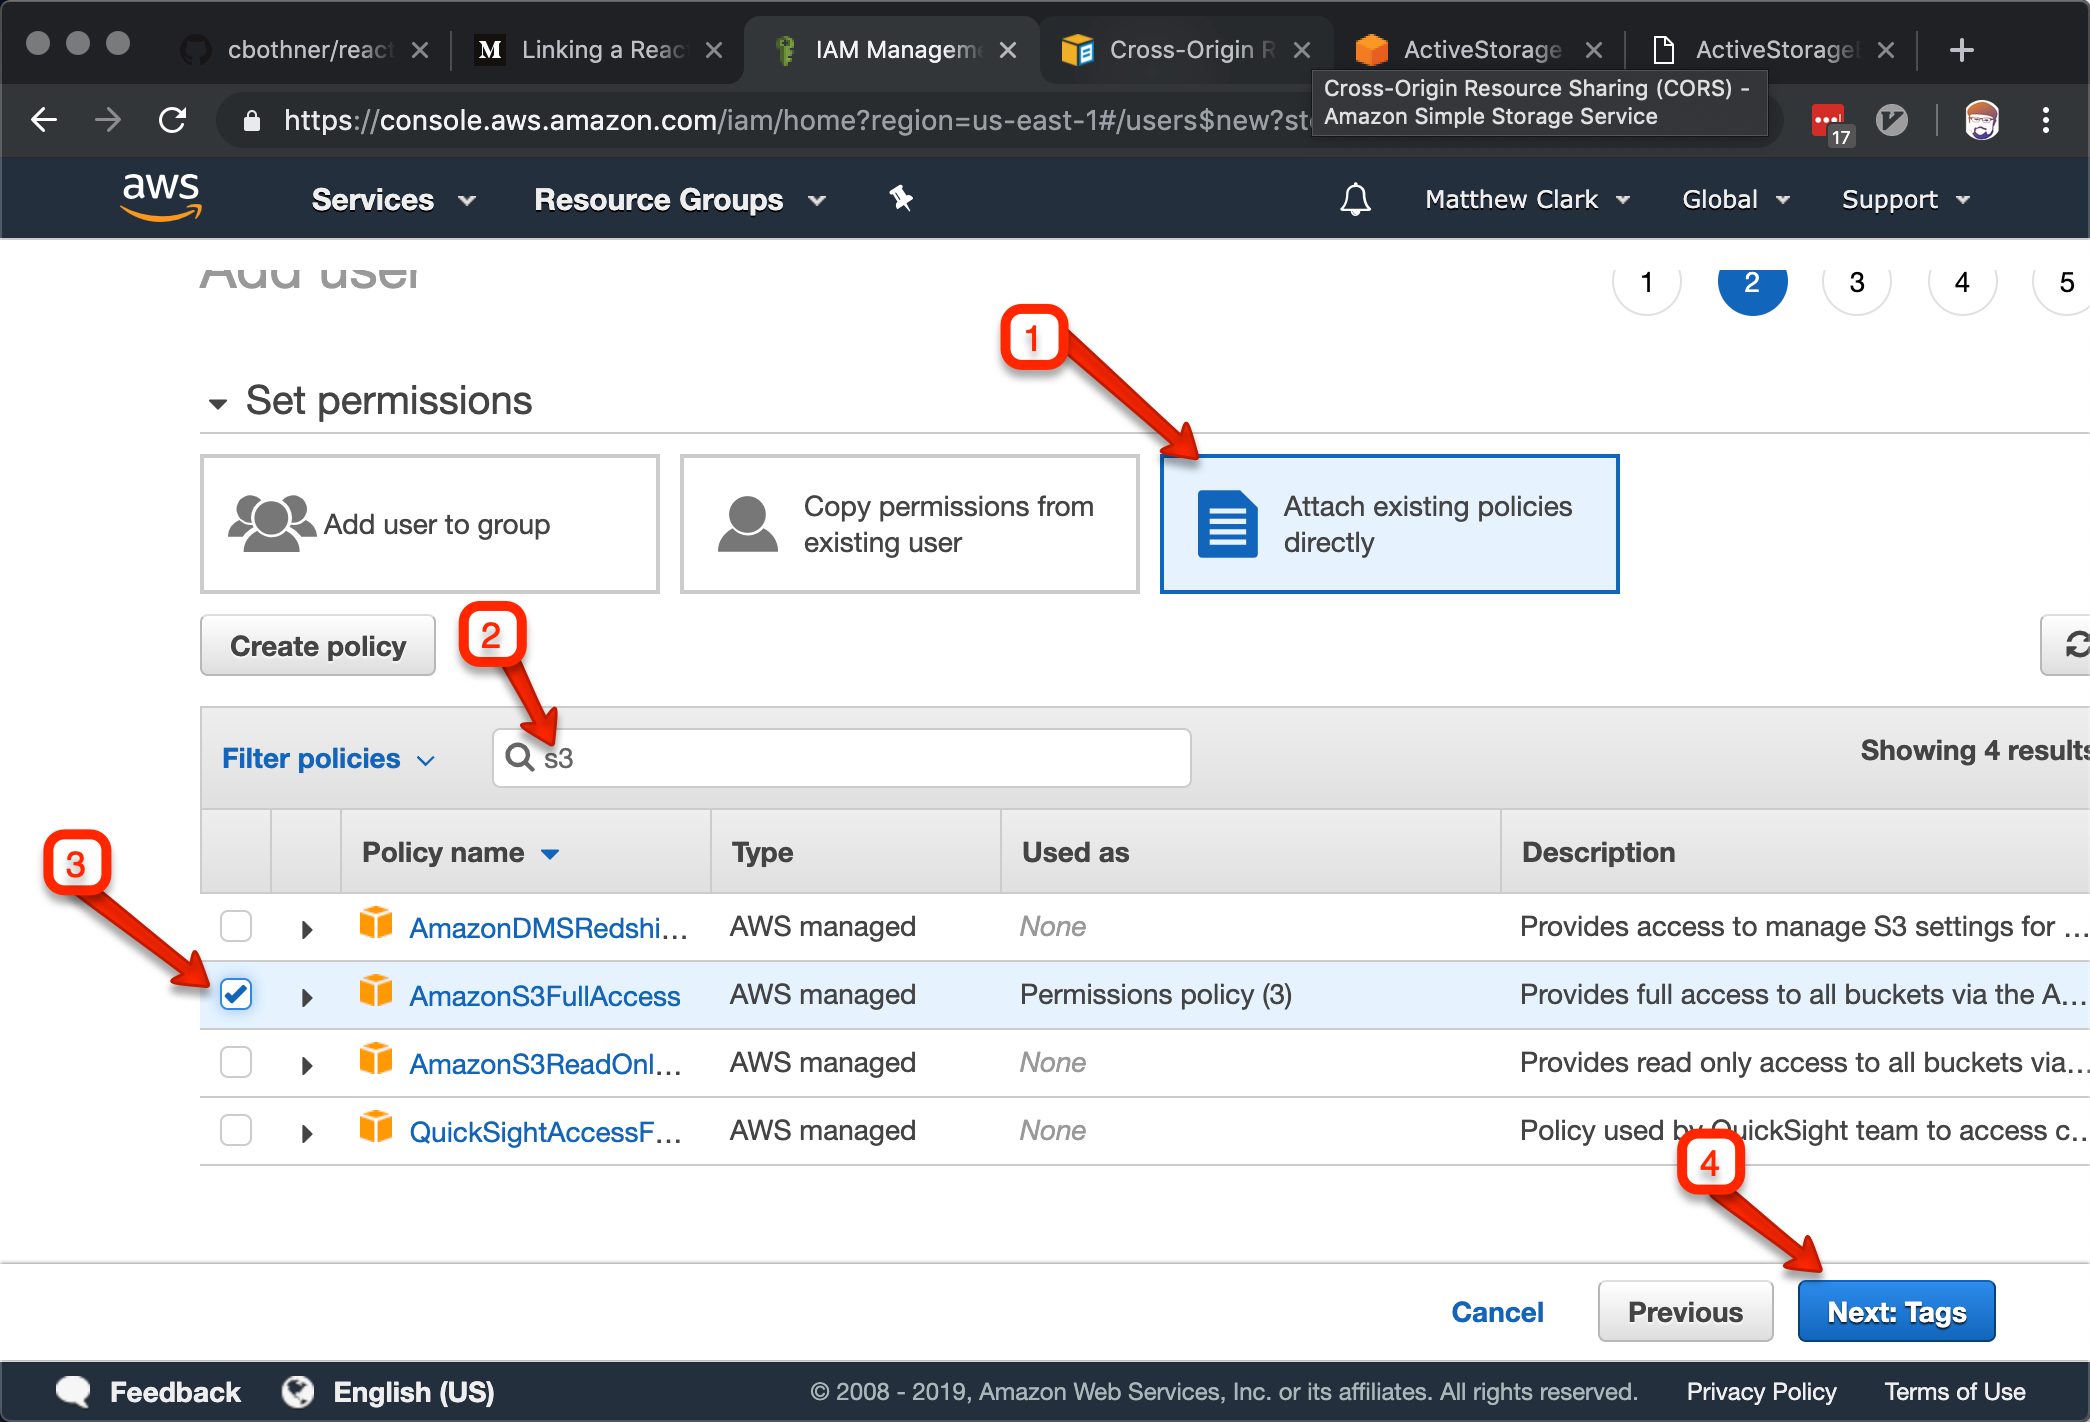 cbothner/react
Linking a Reac
IAM Manageme
Cross-Origin R
ActiveStorage
ActiveStorage
Cross-Origin Resource Sharing (CORS) -
Amazon Simple Storage Service
https://console.aws.amazon.com/iam/home?region=us-east-1#/users$new?st
17
aws
Services
Resource Groups
Matthew Clark
Global
Support
Add user
1
2
3
4
5
1
Set permissions
Add user to group
Copy permissions from
existing user
Attach existing policies
directly
Create policy
2
Filter policies
s3
Showing 4 results
Policy name
Type
Used as
Description
3
AmazonDMSRedshi...
AWS managed
None
Provides access to manage S3 settings for ...
AmazonS3FullAccess
AWS managed
Permissions policy (3)
Provides full access to all buckets via the A...
AmazonS3ReadOnl...
AWS managed
None
Provides read only access to all buckets via...
QuickSightAccessF...
AWS managed
None
Policy used by QuickSight team to access c...
4
Cancel
Previous
Next: Tags
Feedback
English (US)
© 2008 - 2019, Amazon Web Services, Inc. or its affiliates. All rights reserved.
Privacy Policy
Terms of Use